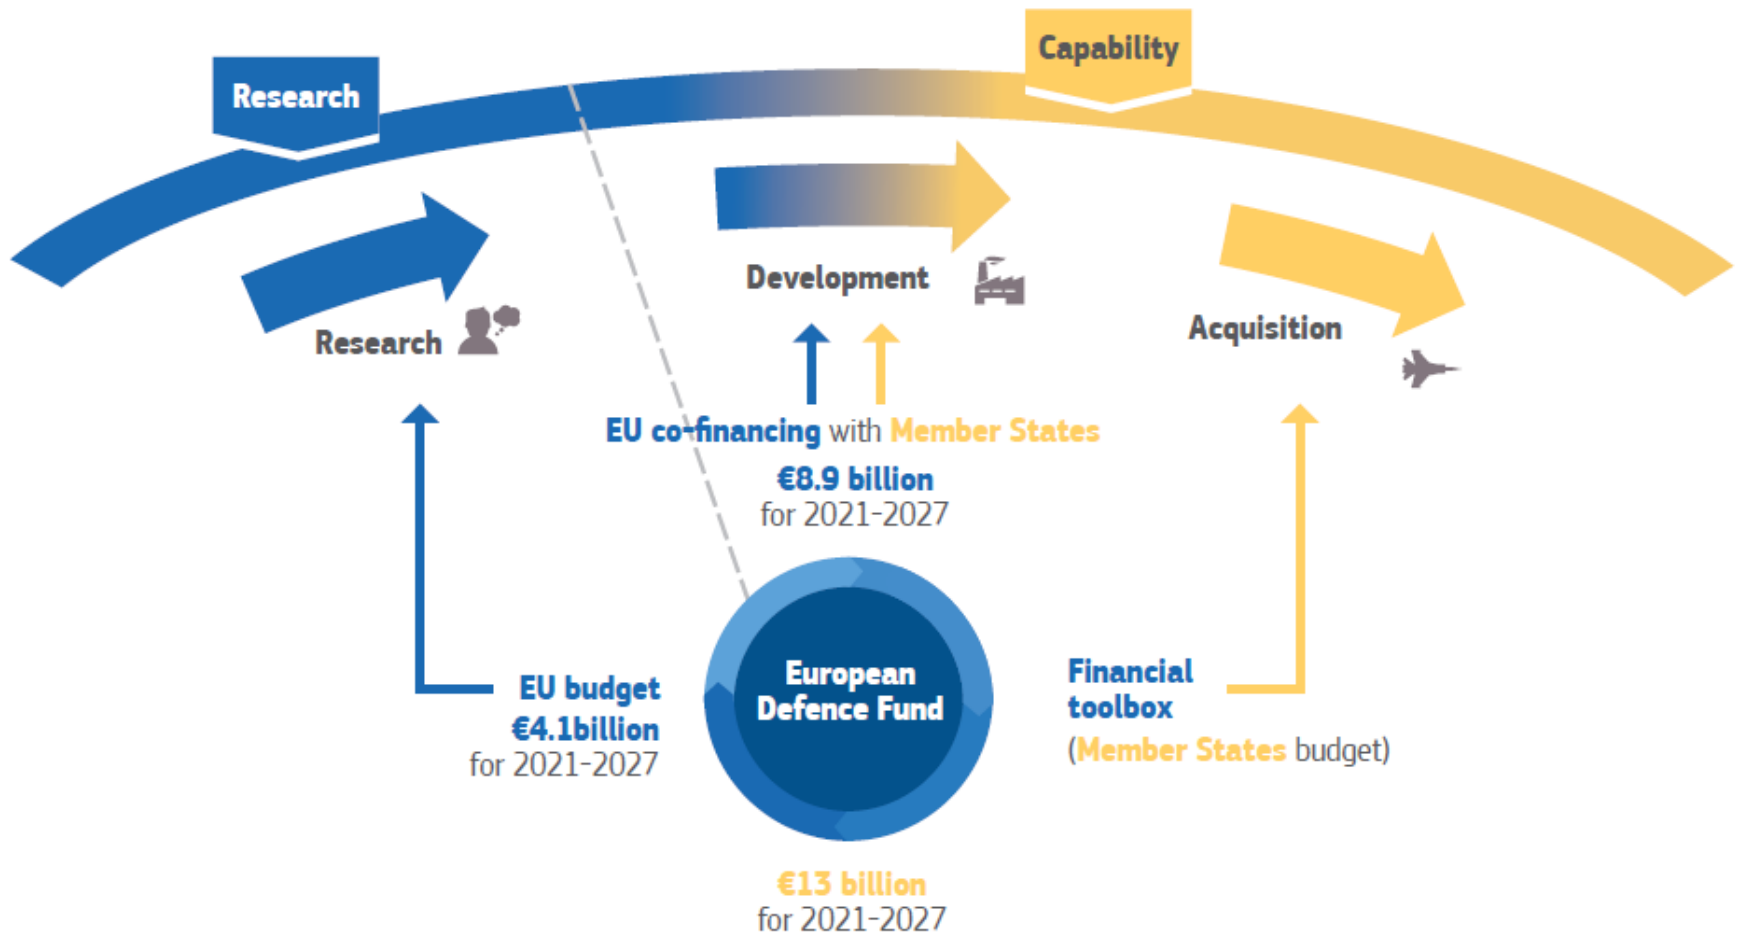 Research
Capability
Research
Development
Acquisition
EU co-financing with Member States
€8.9 billion
for 2021-2027
EU budget
€4.1billion
for 2021-2027
European
Defence Fund
Financial
toolbox
(Member States budget)
€13 billion
for 2021-2027